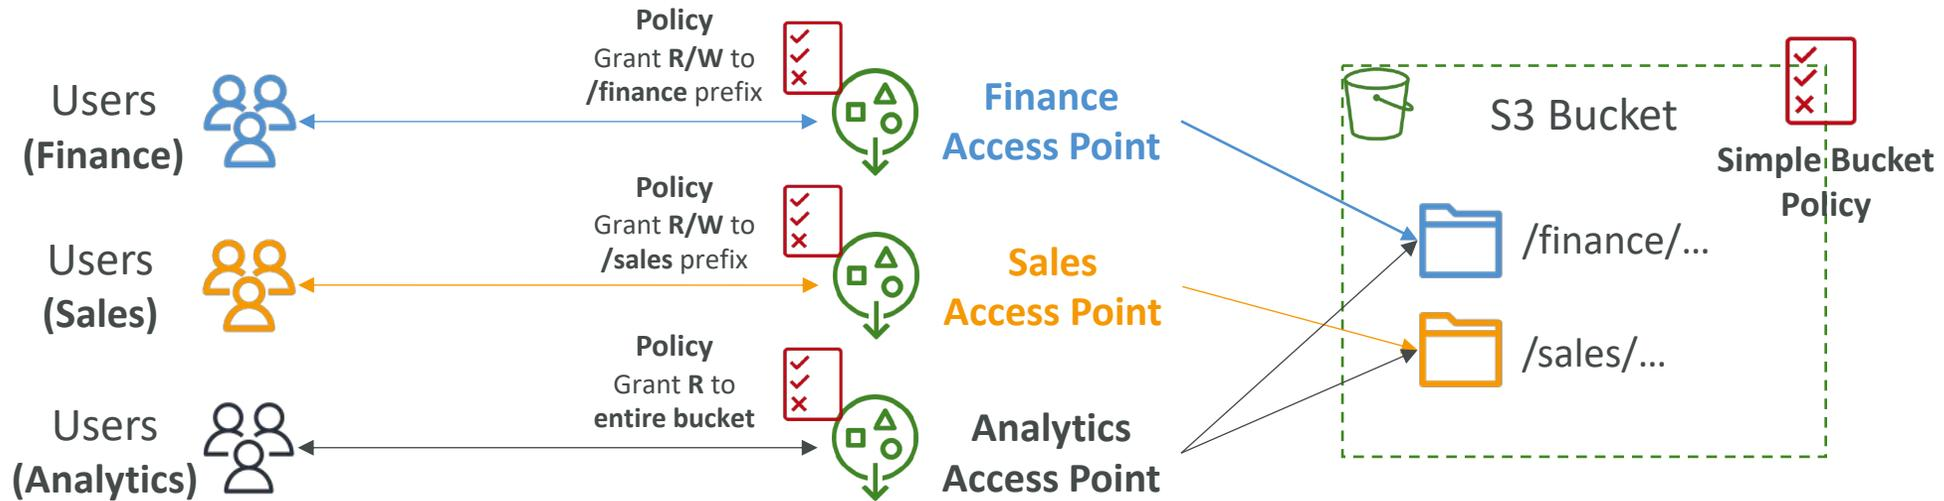 Users
(Finance)
Policy
Grant R/W to
/finance prefix
Finance
Access Point
Users
(Sales)
Policy
Grant R/W to
/sales prefix
Sales
Access Point
Users
(Analytics)
Policy
Grant R to
entire bucket
Analytics
Access Point
S3 Bucket
Simple Bucket
Policy
/finance/...
/sales/...